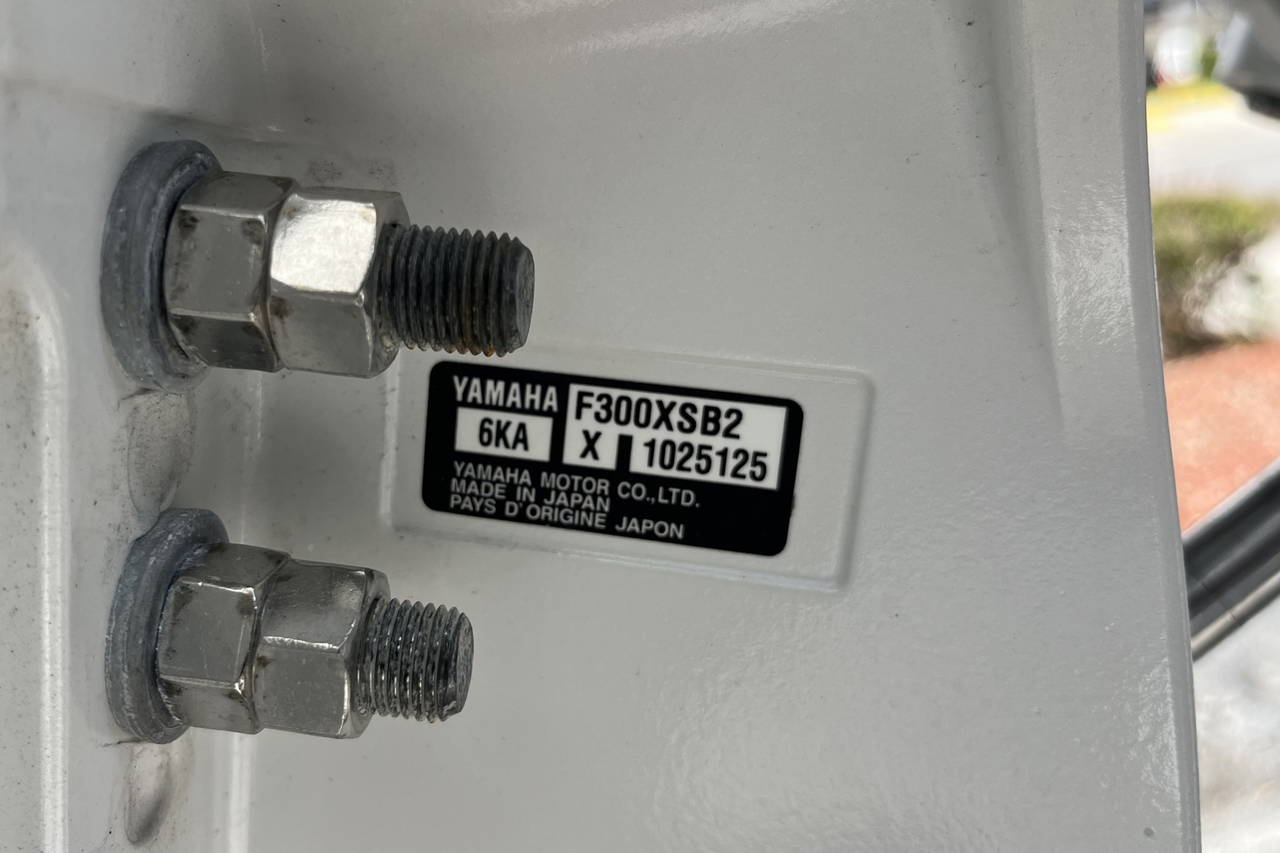 YAMAHA F300XSB2
6KA X 1025125
YAMAHA MOTOR CO.,LTD.
MADE IN JAPAN
PAYS D'ORIGINE JAPON